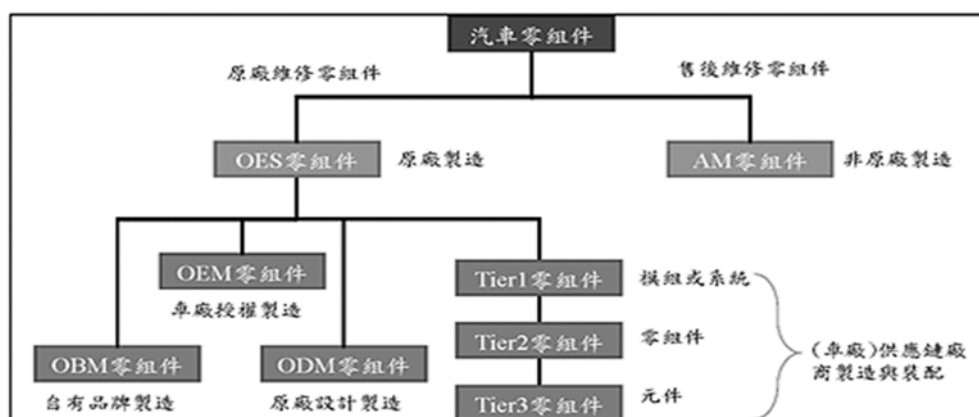 汽車零組件
原廠維修零組件
售後維修零組件
OES零組件
原廠製造
AM零組件
非原廠製造
OEM零組件
車廠授權製造
Tier1零組件
模組或系統
Tier2零組件
零組件
(車廠)供應鏈廠
商製造與裝配
OBM零組件
自有品牌製造
ODM零組件
原廠設計製造
Tier3零組件
元件